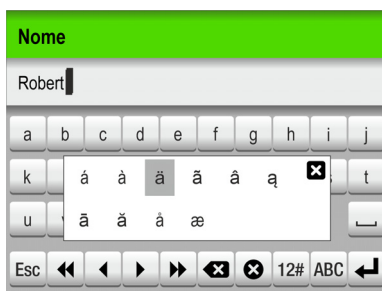 Nome
Robert
a b c d e f g h i j
k á à ä ã â ą t
u ā ă å æ
Esc 12# ABC